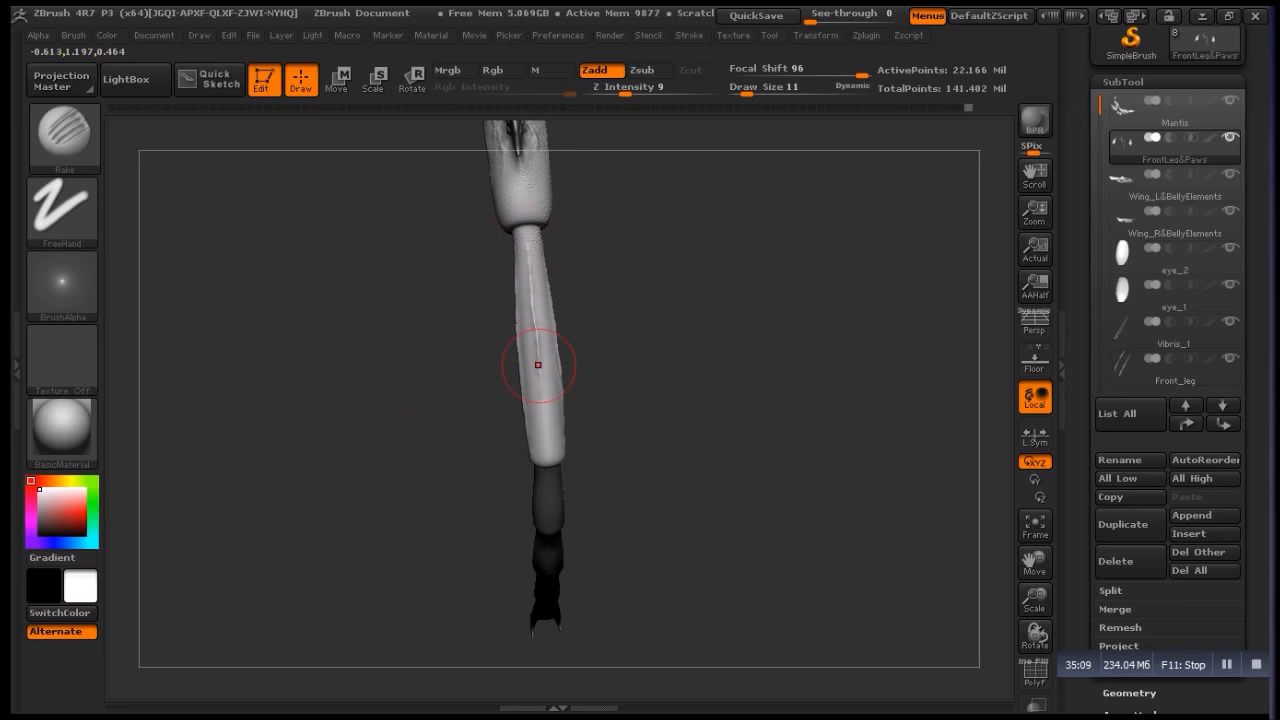 ZBrush 4R7 P3 (x64)[JGQI-APXF-QLXF-ZJWI-NYHQ] ZBrush Document • Free Mem 5.069GB • Active Mem 9877 • Scratcl QuickSave See-through 0 Menus DefaultZScript
Alpha Brush Color Document Draw Edit File Layer Light Macro Marker Material Movie Picker Preferences Render Stencil Stroke Texture Tool Transform Zplugin Zscript
-0.613,1.197,0.464
Projection Master
LightBox
Quick Sketch
Edit
Draw
Move
Scale
Rotate
Mrgb Rgb M
Rgb Intensity
Zadd Zsub Zcut
Z Intensity 9
Focal Shift 96
Draw Size 11 Dynamic
ActivePoints: 22.166 Mil
TotalPoints: 141.402 Mil
Rake
FreeHand
BrushAlpha
Texture Off
BasicMaterial
Gradient
SwitchColor
Alternate
BPR
SPix
Scroll
Zoom
Actual
AAHalf
Dynamic
Persp
Floor
Local
L.Sym
XYZ
Frame
Move
Scale
Rotate
PolyF
SimpleBrush
8
FrontLeg&Paws
SubTool
Mantis
FrontLeg&Paws
Wing_L&BellyElements
Wing_R&BellyElements
eye_2
eye_1
Vibris_1
Front_leg
List All
Rename AutoReorder
All Low All High
Copy Paste
Duplicate Append
Insert
Delete Del Other
Del All
Split
Merge
Remesh
Project
35:09 234.04 Мб F11: Stop
Geometry